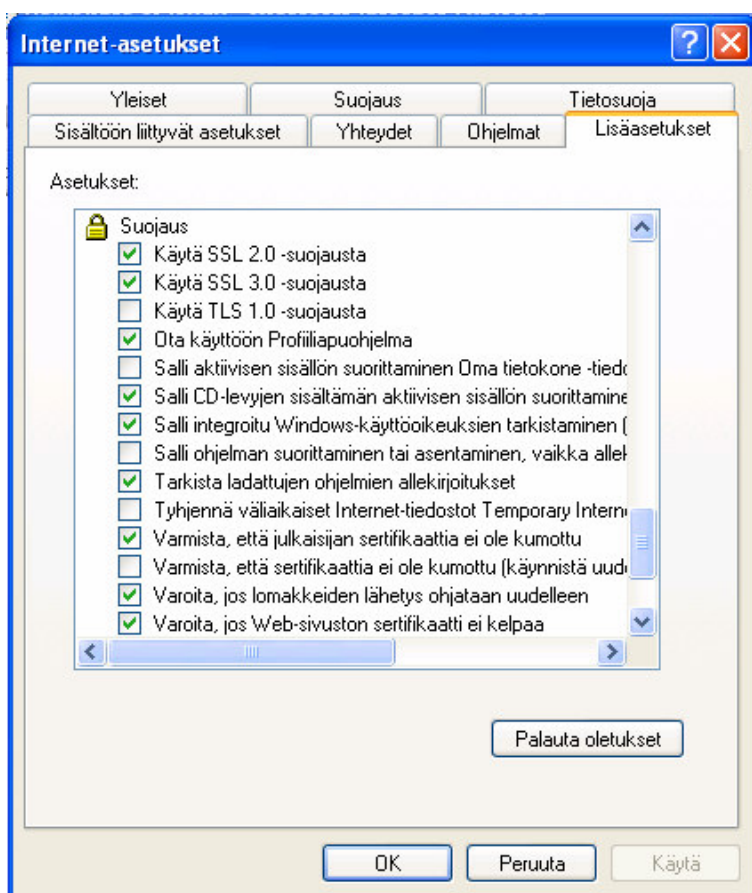 Internet-asetukset
Yleiset Suojaus Tietosuoja
Sisältöön liittyvät asetukset Yhteydet Ohjelmat Lisäasetukset
Asetukset:
Suojaus
Käytä SSL 2.0 -suojausta
Käytä SSL 3.0 -suojausta
Käytä TLS 1.0 -suojausta
Ota käyttöön Profiiliapuohjelma
Salli aktiivisen sisällön suorittaminen Oma tietokone -tiedo
Salli CD-levyjen sisältämän aktiivisen sisällön suorittamine
Salli integroitu Windows-käyttöoikeuksien tarkistaminen (
Salli ohjelman suorittaminen tai asentaminen, vaikka allek
Tarkista ladattujen ohjelmien allekirjoitukset
Tyhjennä väliaikaiset Internet-tiedostot Temporary Intern
Varmista, että julkaisijan sertifikaattia ei ole kumottu
Varmista, että sertifikaattia ei ole kumottu (käynnistä uud
Varoita, jos lomakkeiden lähetys ohjataan uudelleen
Varoita, jos Web-sivuston sertifikaatti ei kelpaa
Palauta oletukset
OK Peruuta Käytä